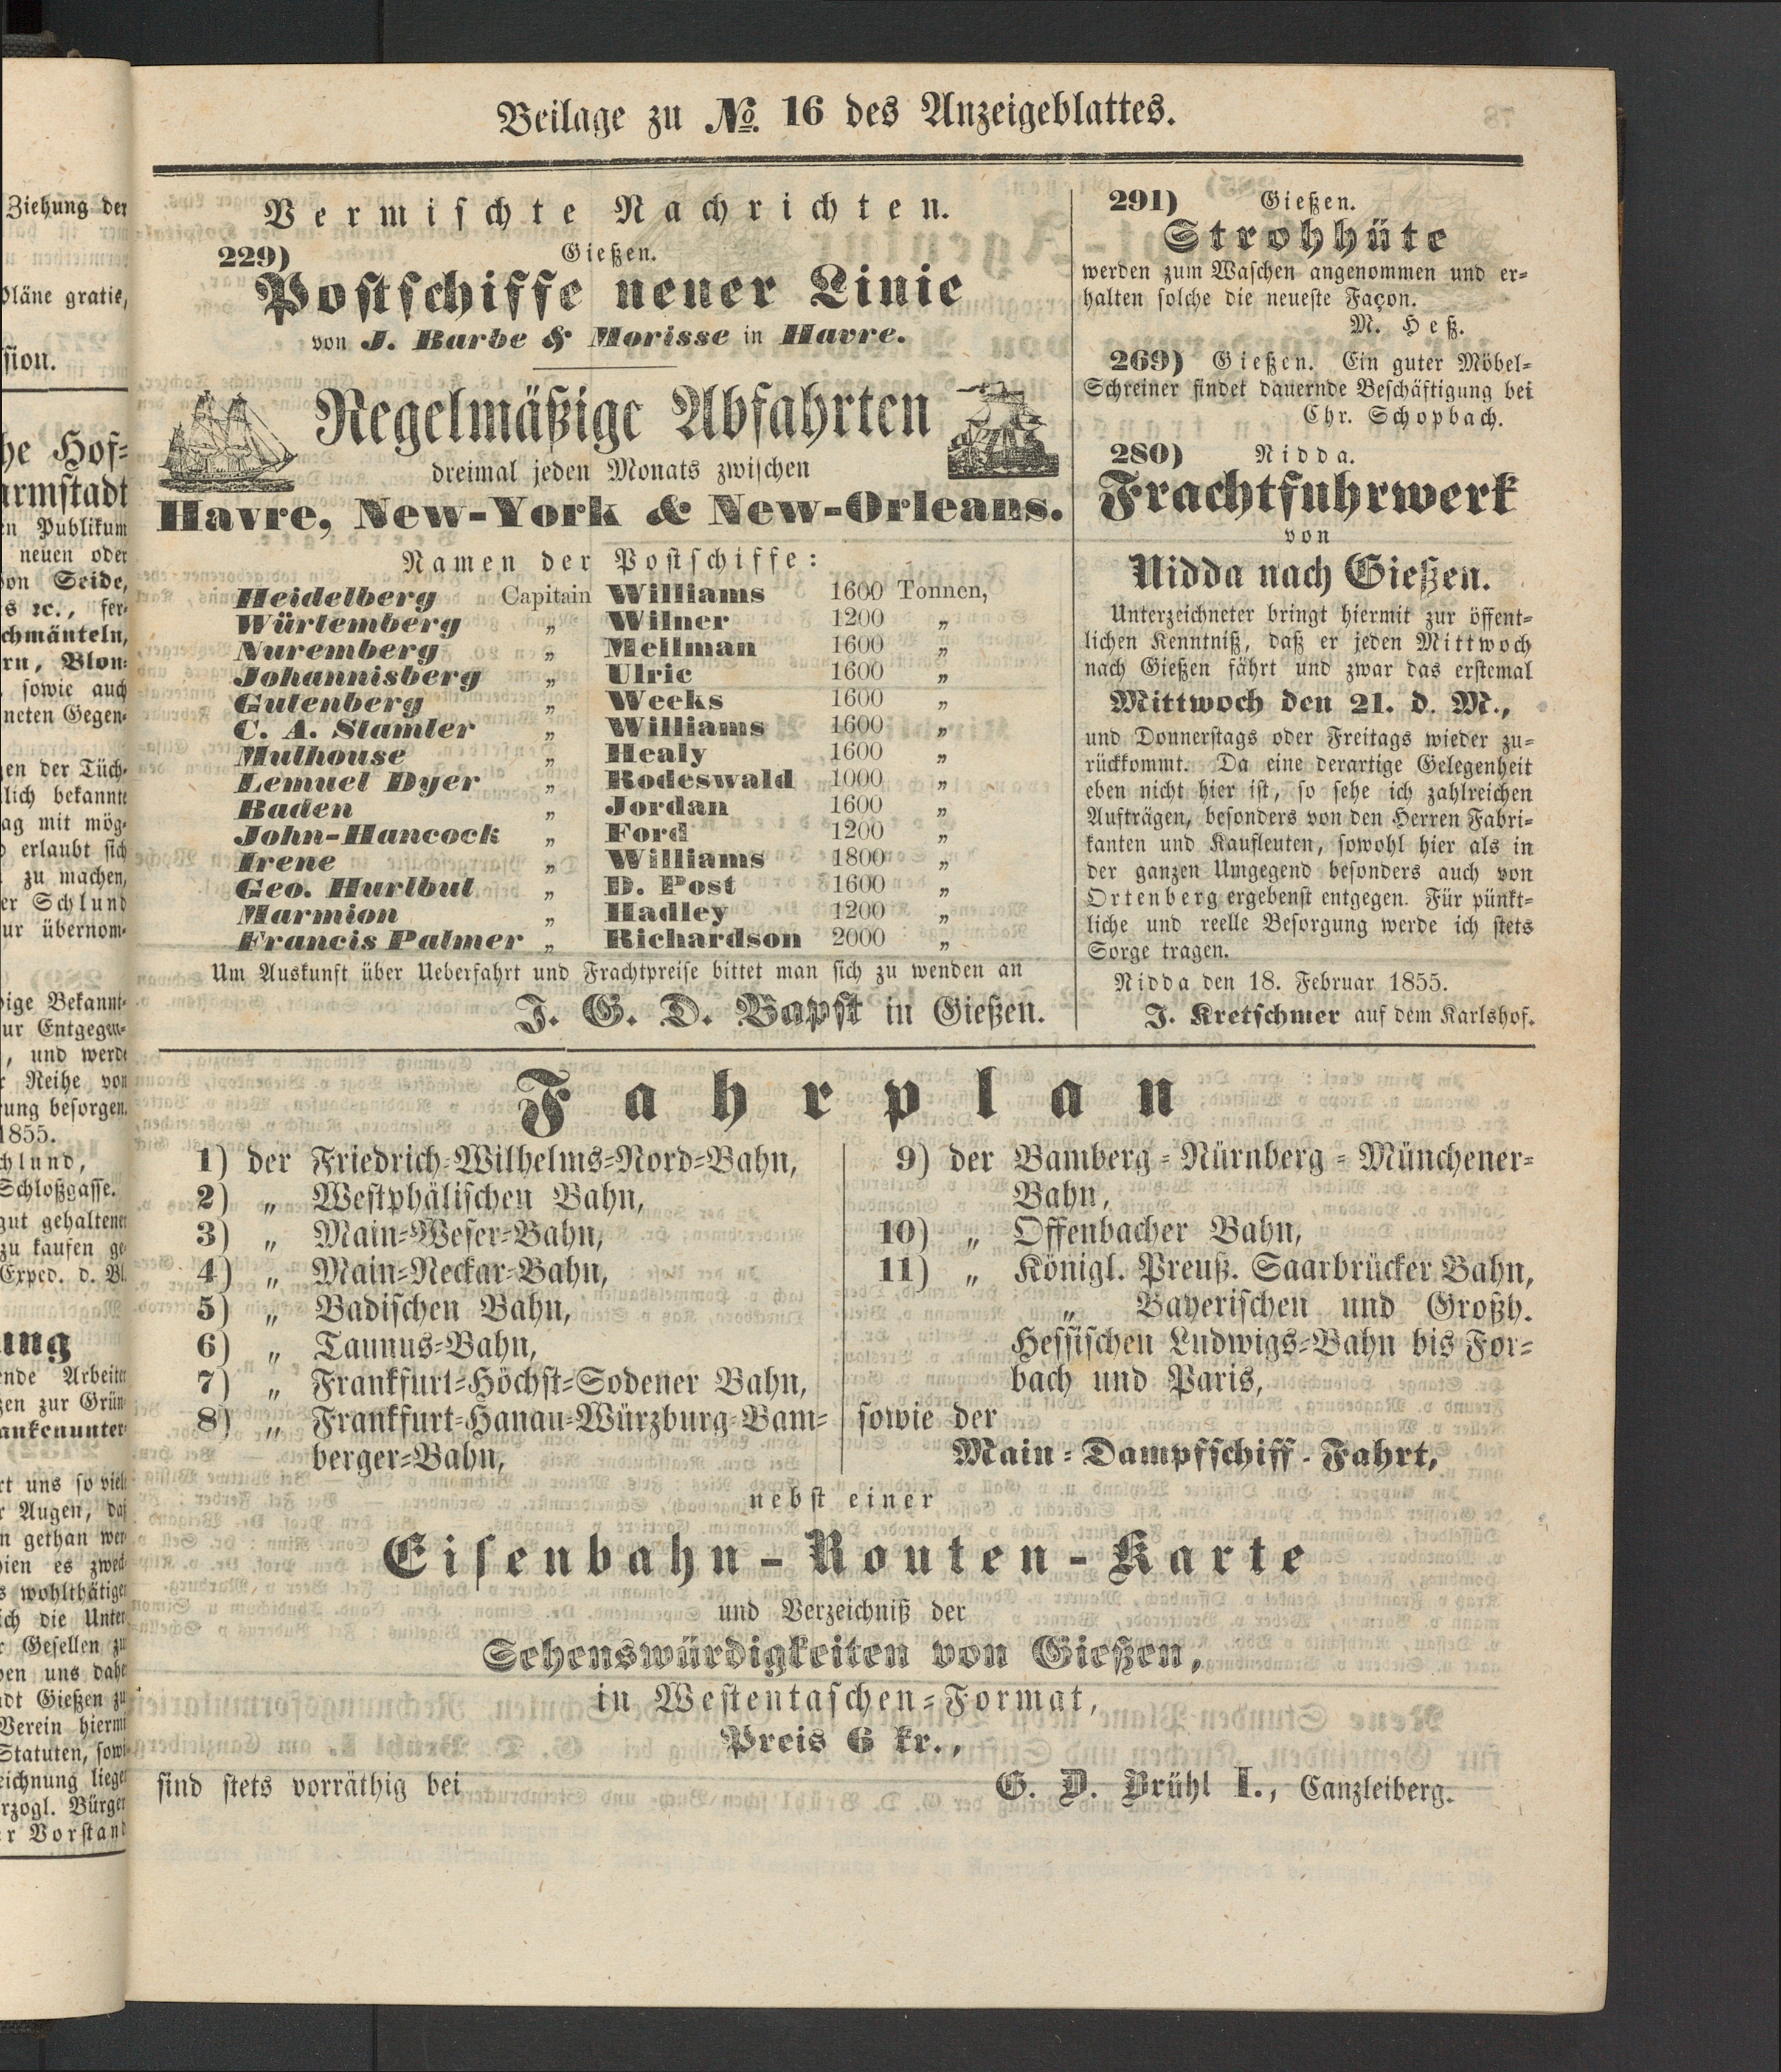 Beilage zu No. 16 des Anzeigeblattes.
Vermischte Nachrichten.
229) Gießen.
Postschiffe neuer Linie
von J. Barbe & Morisse in Havre.
Regelmäßige Abfahrten
dreimal jeden Monats zwischen
Havre, New-York & New-Orleans.
Namen der Postschiffe:
Heidelberg Capitain Williams 1600 Tonnen,
Würtemberg „ Wilner 1200 „
Nuremberg „ Mellman 1600 „
Johannisberg „ Ulric 1600 „
Gutenberg „ Weeks 1600 „
C. A. Stamler „ Williams 1600 „
Mulhouse „ Healy 1600 „
Lemuel Dyer „ Rodeswald 1000 „
Baden „ Jordan 1600 „
John-Hancock „ Ford 1200 „
Irene „ Williams 1800 „
Geo. Hurlbut „ D. Post 1600 „
Marmion „ Hadley 1200 „
Francis Palmer „ Richardson 2000 „
Um Auskunft über Ueberfahrt und Frachtpreise bittet man sich zu wenden an
J. G. D. Bapst in Gießen.
291) Gießen.
Strohhüte
werden zum Waschen angenommen und er-
halten solche die neueste Façon.
M. Heß.
269) Gießen. Ein guter Möbel-
Schreiner findet dauernde Beschäftigung bei
Chr. Schopbach.
280) Nidda.
Frachtfuhrwerk
von
Nidda nach Gießen.
Unterzeichneter bringt hiermit zur öffent-
lichen Kenntniß, daß er jeden Mittwoch
nach Gießen fährt und zwar das erstemal
Mittwoch den 21. d. M.,
und Donnerstags oder Freitags wieder zu-
rückkommt. Da eine derartige Gelegenheit
eben nicht hier ist, so sehe ich zahlreichen
Aufträgen, besonders von den Herren Fabri-
kanten und Kaufleuten, sowohl hier als in
der ganzen Umgegend besonders auch von
Ortenberg ergebenst entgegen. Für pünkt-
liche und reelle Besorgung werde ich stets
Sorge tragen.
Nidda den 18. Februar 1855.
J. Kretschmer auf dem Karlshof.
Fahrplan
1) der Friedrich-Wilhelms-Nord-Bahn,
2) „ Westphälischen Bahn,
3) „ Main-Weser-Bahn,
4) „ Main-Neckar-Bahn,
5) „ Badischen Bahn,
6) „ Taunus-Bahn,
7) „ Frankfurt-Höchst-Sodener Bahn,
8) „ Frankfurt-Hanau-Würzburg-Bam-
berger-Bahn,
9) der Bamberg-Nürnberg-Münchener-
Bahn,
10) „ Offenbacher Bahn,
11) „ Königl. Preuß. Saarbrücker Bahn,
„ Bayerischen und Großh.
Hessischen Ludwigs-Bahn bis For-
bach und Paris,
sowie der
Main-Dampfschiff-Fahrt,
nebst einer
Eisenbahn-Routen-Karte
und Verzeichniß der
Sehenswürdigkeiten von Gießen,
in Westentaschen-Format,
Preis 6 kr.,
sind stets vorräthig bei G. D. Brühl I., Canzleiberg.